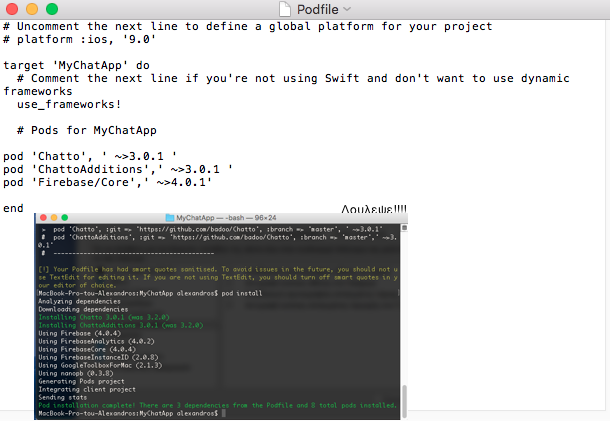 Podfile
# Uncomment the next line to define a global platform for your project
# platform :ios, '9.0'
target 'MyChatApp' do
# Comment the next line if you're not using Swift and don't want to use dynamic
frameworks
use_frameworks!
# Pods for MyChatApp
pod 'Chatto', ' ~>3.0.1 '
pod 'ChattoAdditions',' ~>3.0.1 '
pod 'Firebase/Core',' ~>4.0.1'
end
Δουλεψε!!!!
MyChatApp — -bash — 96×24
> pod 'Chatto', :git => 'https://github.com/badoo/Chatto', :branch => 'master', ' ~>3.0.1'
# pod 'ChattoAdditions', :git => 'https://github.com/badoo/Chatto', :branch => 'master',' ~>3.
0.1'
# -------------------------------------------
[!] Your Podfile has had smart quotes sanitised. To avoid issues in the future, you should not u
se TextEdit for editing it. If you are not using TextEdit, you should turn off smart quotes in y
our editor of choice.
MacBook-Pro-tou-Alexandros:MyChatApp alexandros$ pod install
Analyzing dependencies
Downloading dependencies
Installing Chatto 3.0.1 (was 3.2.0)
Installing ChattoAdditions 3.0.1 (was 3.2.0)
Using Firebase (4.0.4)
Using FirebaseAnalytics (4.0.2)
Using FirebaseCore (4.0.4)
Using FirebaseInstanceID (2.0.8)
Using GoogleToolboxForMac (2.1.3)
Using nanopb (0.3.8)
Generating Pods project
Integrating client project
Sending stats
Pod installation complete! There are 3 dependencies from the Podfile and 8 total pods installed.
MacBook-Pro-tou-Alexandros:MyChatApp alexandros$